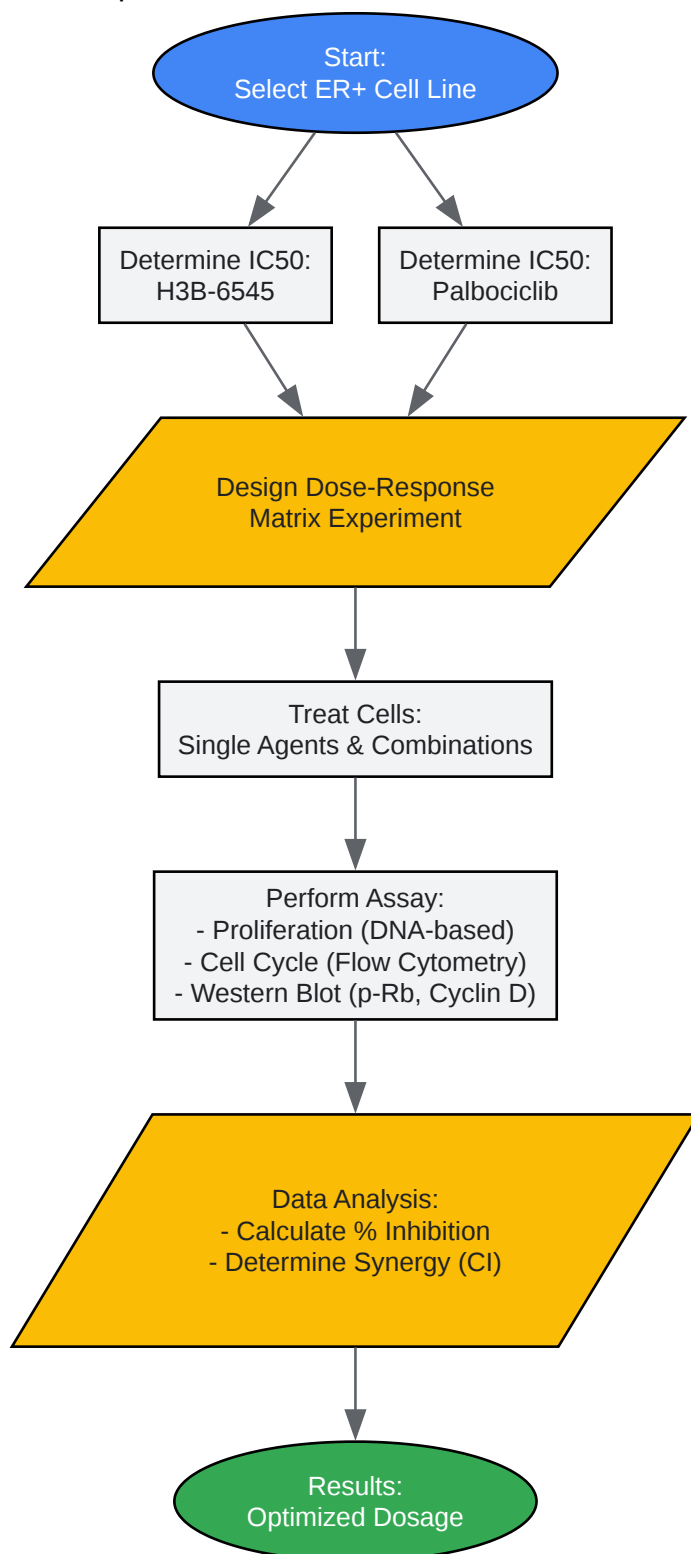 Start:
Select ER+ Cell Line
Determine IC50:
H3B-6545
Determine IC50:
Palbociclib
Design Dose-Response
Matrix Experiment
Treat Cells:
Single Agents & Combinations
Perform Assay:
- Proliferation (DNA-based)
- Cell Cycle (Flow Cytometry)
- Western Blot (p-Rb, Cyclin D)
Data Analysis:
- Calculate % Inhibition
- Determine Synergy (CI)
Results:
Optimized Dosage